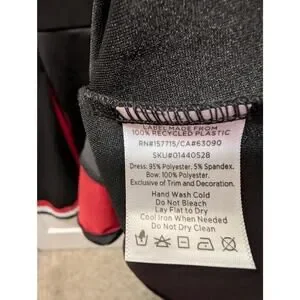 LABEL MADE FROM
100% RECYCLED PLASTIC
RN#157715/CA#63090
SKU#01440528
Dress: 95% Polyester, 5% Spandex.
Bow: 100% Polyester.
Exclusive of Trim and Decoration.
Hand Wash Cold
Do Not Bleach
Lay Flat to Dry
Cool Iron When Needed
Do Not Dry Clean